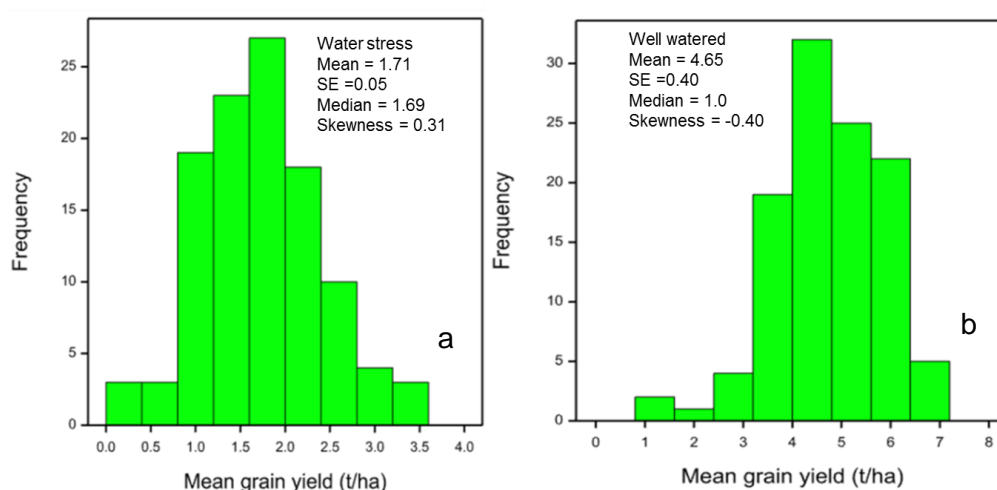 Water stress
Mean = 1.71
SE =0.05
Median = 1.69
Skewness = 0.31
25
20
15
10
5
0
Frequency
a
0.0 0.5 1.0 1.5 2.0 2.5 3.0 3.5 4.0
Mean grain yield (t/ha)
Well watered
Mean = 4.65
SE =0.40
Median = 1.0
Skewness = -0.40
30
25
20
15
10
5
0
Frequency
b
0 1 2 3 4 5 6 7 8
Mean grain yield (t/ha)